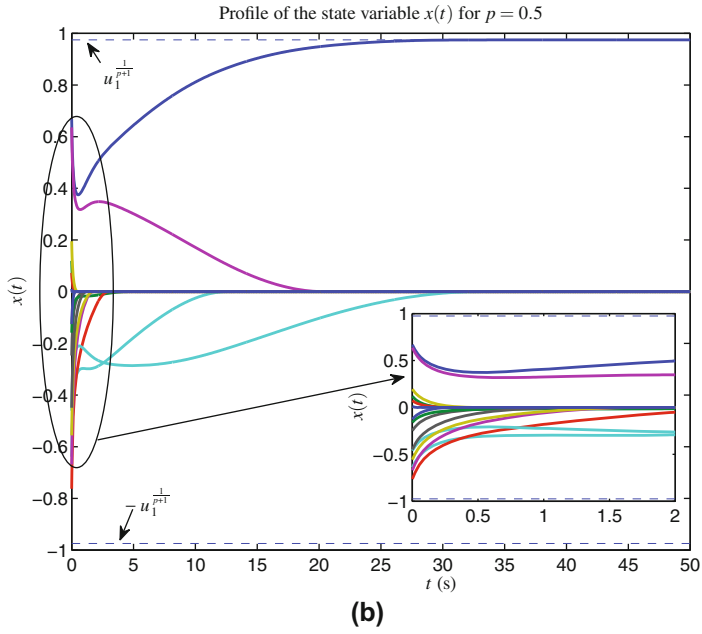 Profile of the state variable x(t) for p = 0.5
1
0.8
0.6
0.4
0.2
0
−0.2
−0.4
−0.6
−0.8
−1
x(t)
u_1^{\frac{1}{p+1}}
− u_1^{\frac{1}{p+1}}
1
0.5
0
−0.5
−1
x(t)
0 0.5 1 1.5 2
0 5 10 15 20 25 30 35 40 45 50
t (s)
(b)